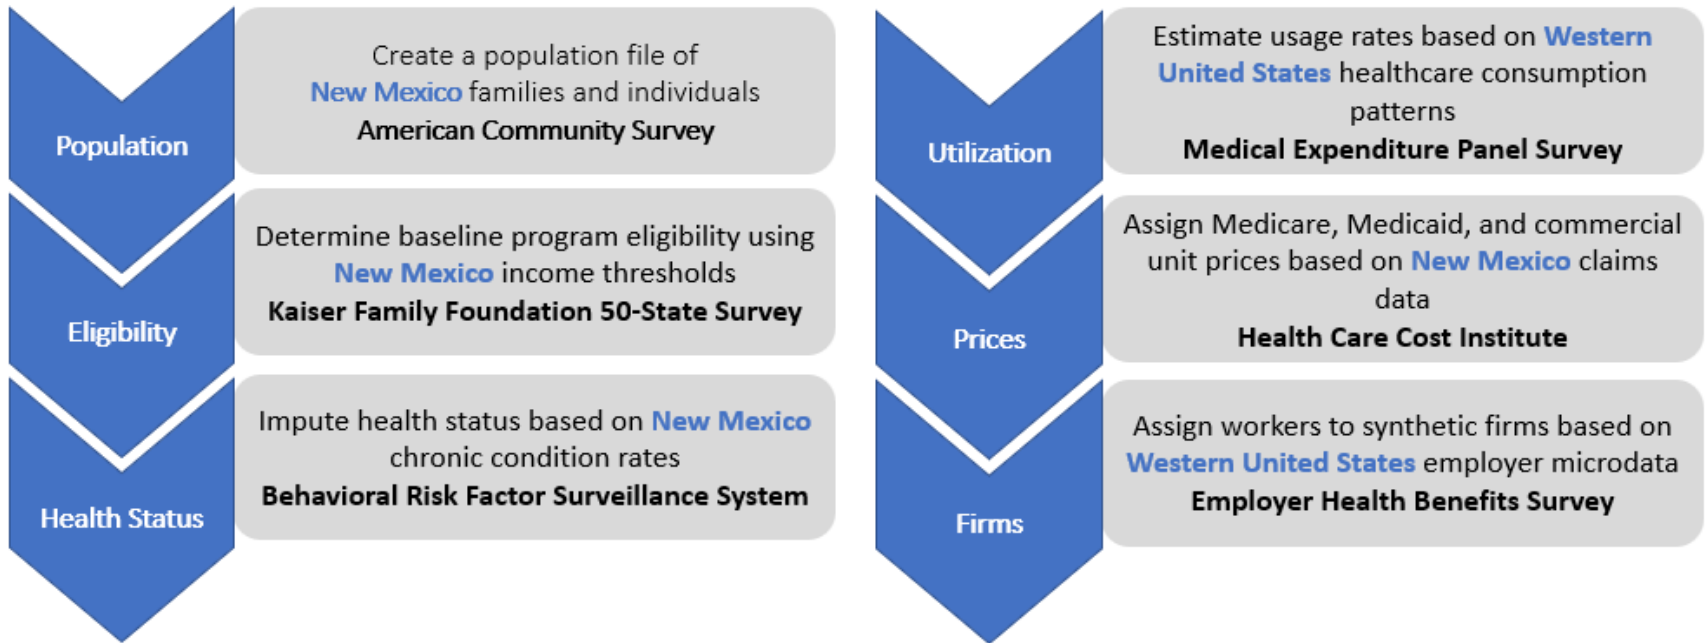 Population
Create a population file of
New Mexico families and individuals
American Community Survey
Eligibility
Determine baseline program eligibility using
New Mexico income thresholds
Kaiser Family Foundation 50-State Survey
Health Status
Impute health status based on New Mexico
chronic condition rates
Behavioral Risk Factor Surveillance System
Utilization
Estimate usage rates based on Western
United States healthcare consumption
patterns
Medical Expenditure Panel Survey
Prices
Assign Medicare, Medicaid, and commercial
unit prices based on New Mexico claims
data
Health Care Cost Institute
Firms
Assign workers to synthetic firms based on
Western United States employer microdata
Employer Health Benefits Survey